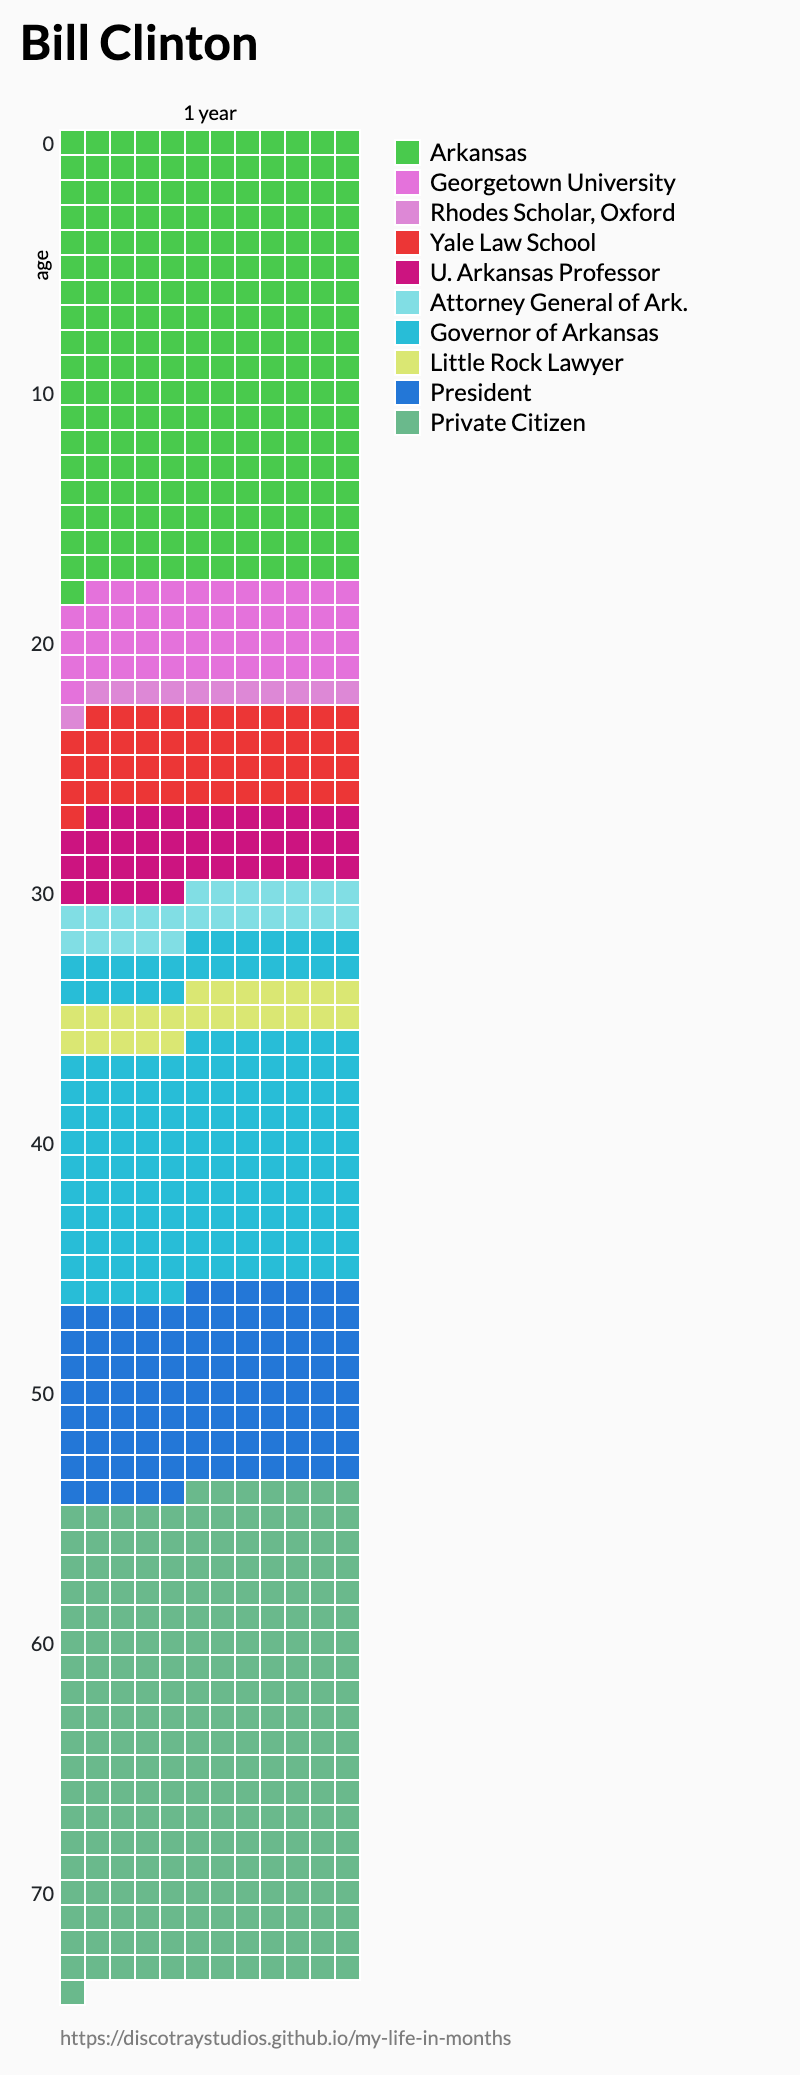 Bill Clinton
1 year
0
age
10
20
30
40
50
60
70
Arkansas
Georgetown University
Rhodes Scholar, Oxford
Yale Law School
U. Arkansas Professor
Attorney General of Ark.
Governor of Arkansas
Little Rock Lawyer
President
Private Citizen
https://discotraystudios.github.io/my-life-in-months